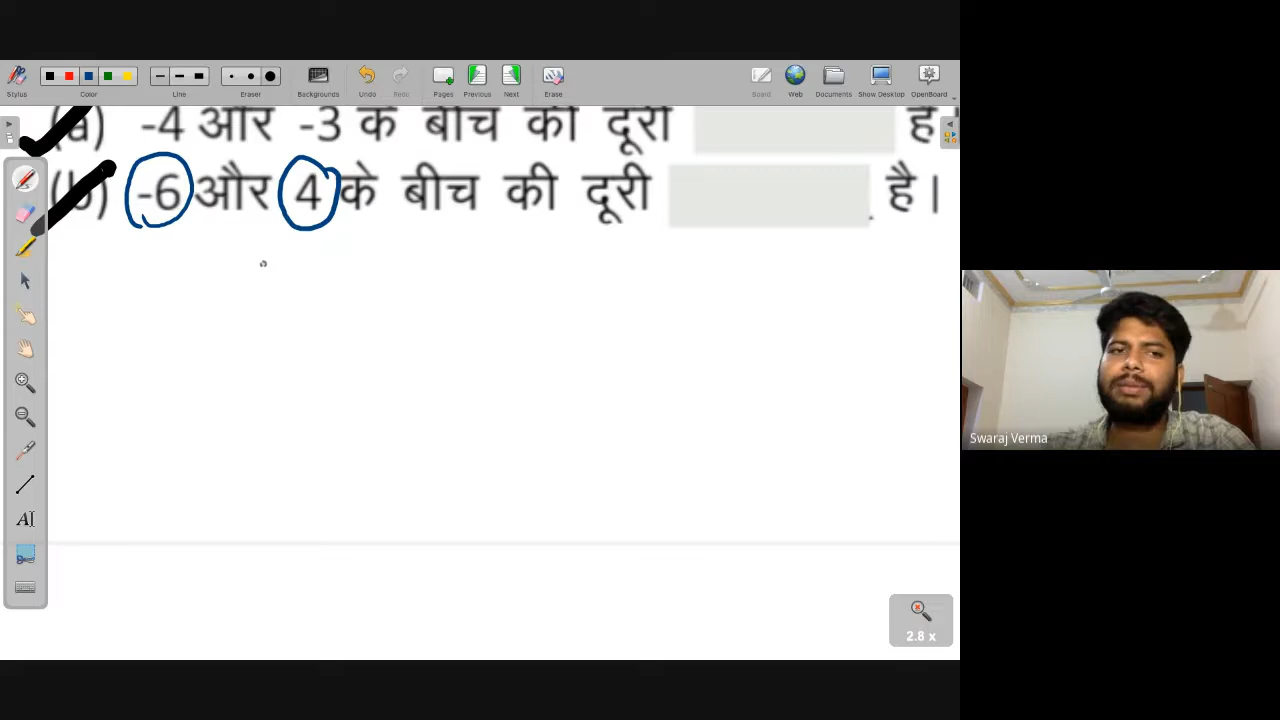 Stylus
Color
Line
Eraser
Backgrounds
Undo
Redo
Pages
Previous
Next
Erase
Board
Web
Documents
Show Desktop
OpenBoard
(a) -4 और -3 के बीच की दूरी है
(b) -6 और 4 के बीच की दूरी . है।
Swaraj Verma
2.8 x